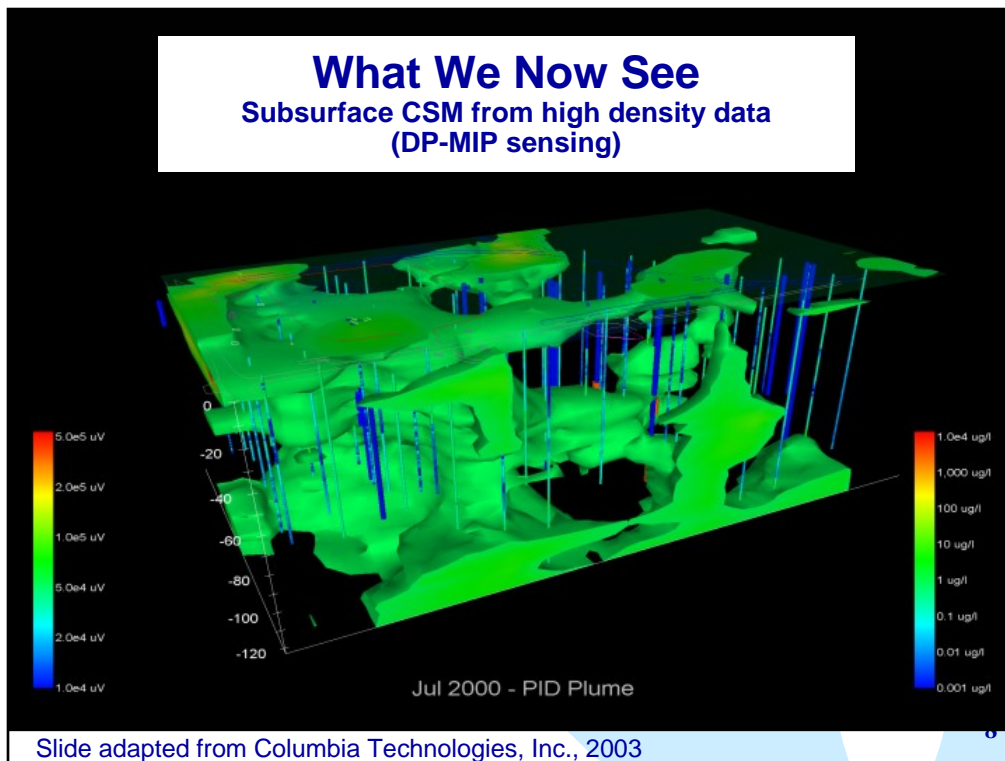 What We Now See
Subsurface CSM from high density data
(DP-MIP sensing)
0
-20
-40
-60
-80
-100
-120
5.0e5 uV
2.0e5 uV
1.0e5 uV
5.0e4 uV
2.0e4 uV
1.0e4 uV
1.0e4 ug/l
1,000 ug/l
100 ug/l
10 ug/l
1 ug/l
0.1 ug/l
0.01 ug/l
0.001 ug/l
Jul 2000 - PID Plume
Slide adapted from Columbia Technologies, Inc., 2003
8